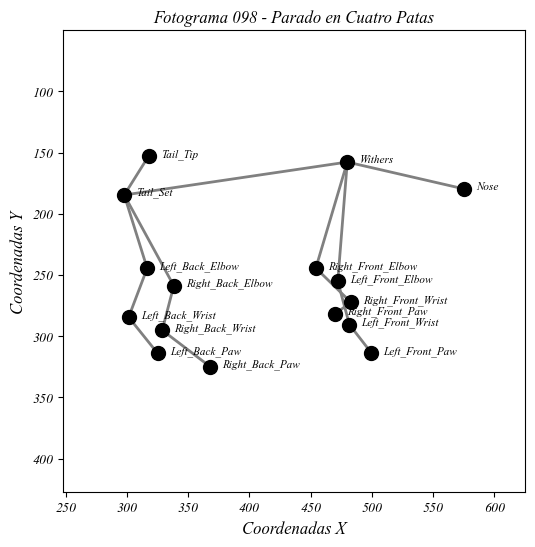 Fotograma 098 - Parado en Cuatro Patas
100
150
200
250
300
350
400
Coordenadas Y
Tail_Tip
Withers
Tail_Set
Nose
Left_Back_Elbow
Right_Front_Elbow
Left_Front_Elbow
Right_Back_Elbow
Right_Front_Wrist
Right_Front_Paw
Left_Back_Wrist
Left_Front_Wrist
Right_Back_Wrist
Left_Back_Paw
Left_Front_Paw
Right_Back_Paw
250 300 350 400 450 500 550 600
Coordenadas X